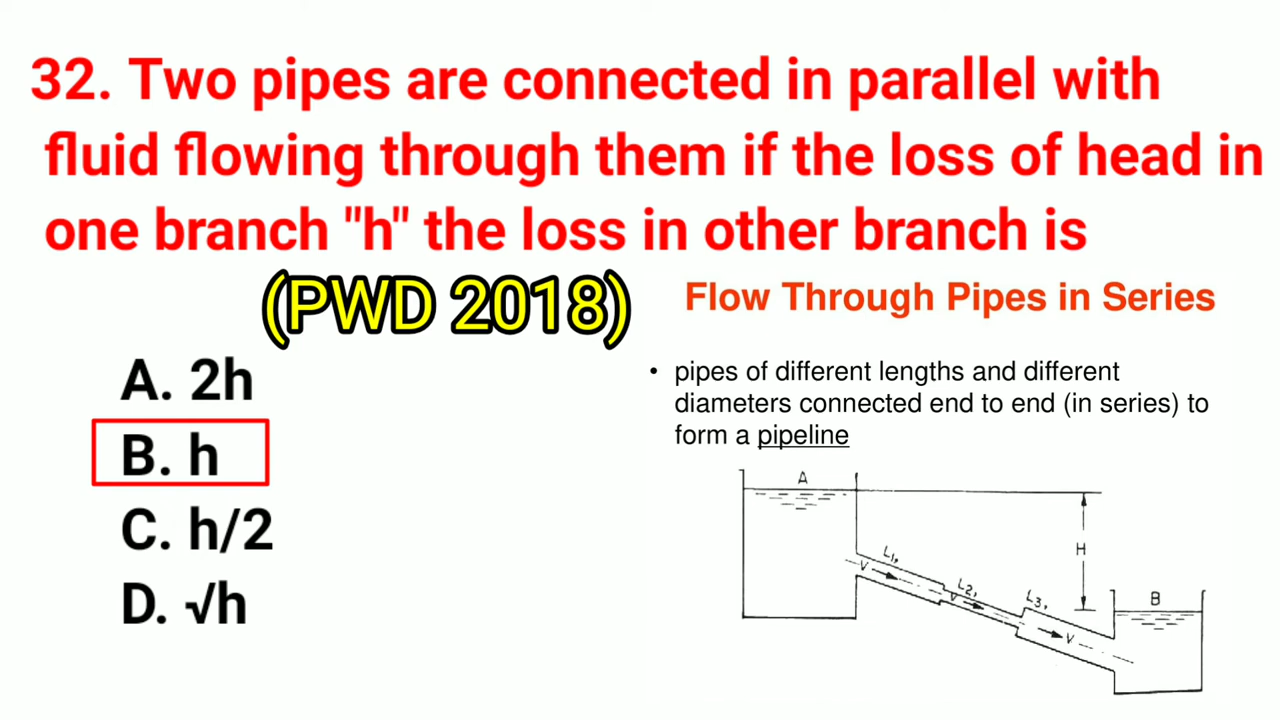 32. Two pipes are connected in parallel with
fluid flowing through them if the loss of head in
one branch "h" the loss in other branch is
(PWD 2018)
A. 2h
B. h
C. h/2
D. √h
Flow Through Pipes in Series
• pipes of different lengths and different
diameters connected end to end (in series) to
form a pipeline
A
H
L1,
V
L2,
V
L3,
V
B